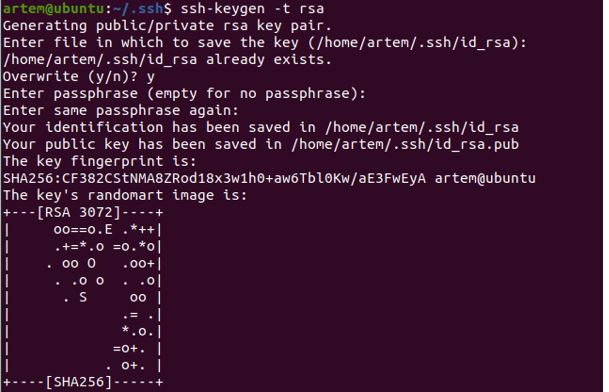 artem@ubuntu:~/.ssh$ ssh-keygen -t rsa
Generating public/private rsa key pair.
Enter file in which to save the key (/home/artem/.ssh/id_rsa):
/home/artem/.ssh/id_rsa already exists.
Overwrite (y/n)? y
Enter passphrase (empty for no passphrase):
Enter same passphrase again:
Your identification has been saved in /home/artem/.ssh/id_rsa
Your public key has been saved in /home/artem/.ssh/id_rsa.pub
The key fingerprint is:
SHA256:CF382CStNMA8ZRod18x3w1h0+aw6Tbl0Kw/aE3FwEyA artem@ubuntu
The key's randomart image is:
+---[RSA 3072]----+
|     oo==o.E .*++|
|     .+=*.o =o.*o|
|    . oo O   .oo+|
|     . .o o  . .o|
|      . S     oo |
|             .= .|
|             *.o.|
|            =o+. |
|           . o+. |
+----[SHA256]-----+